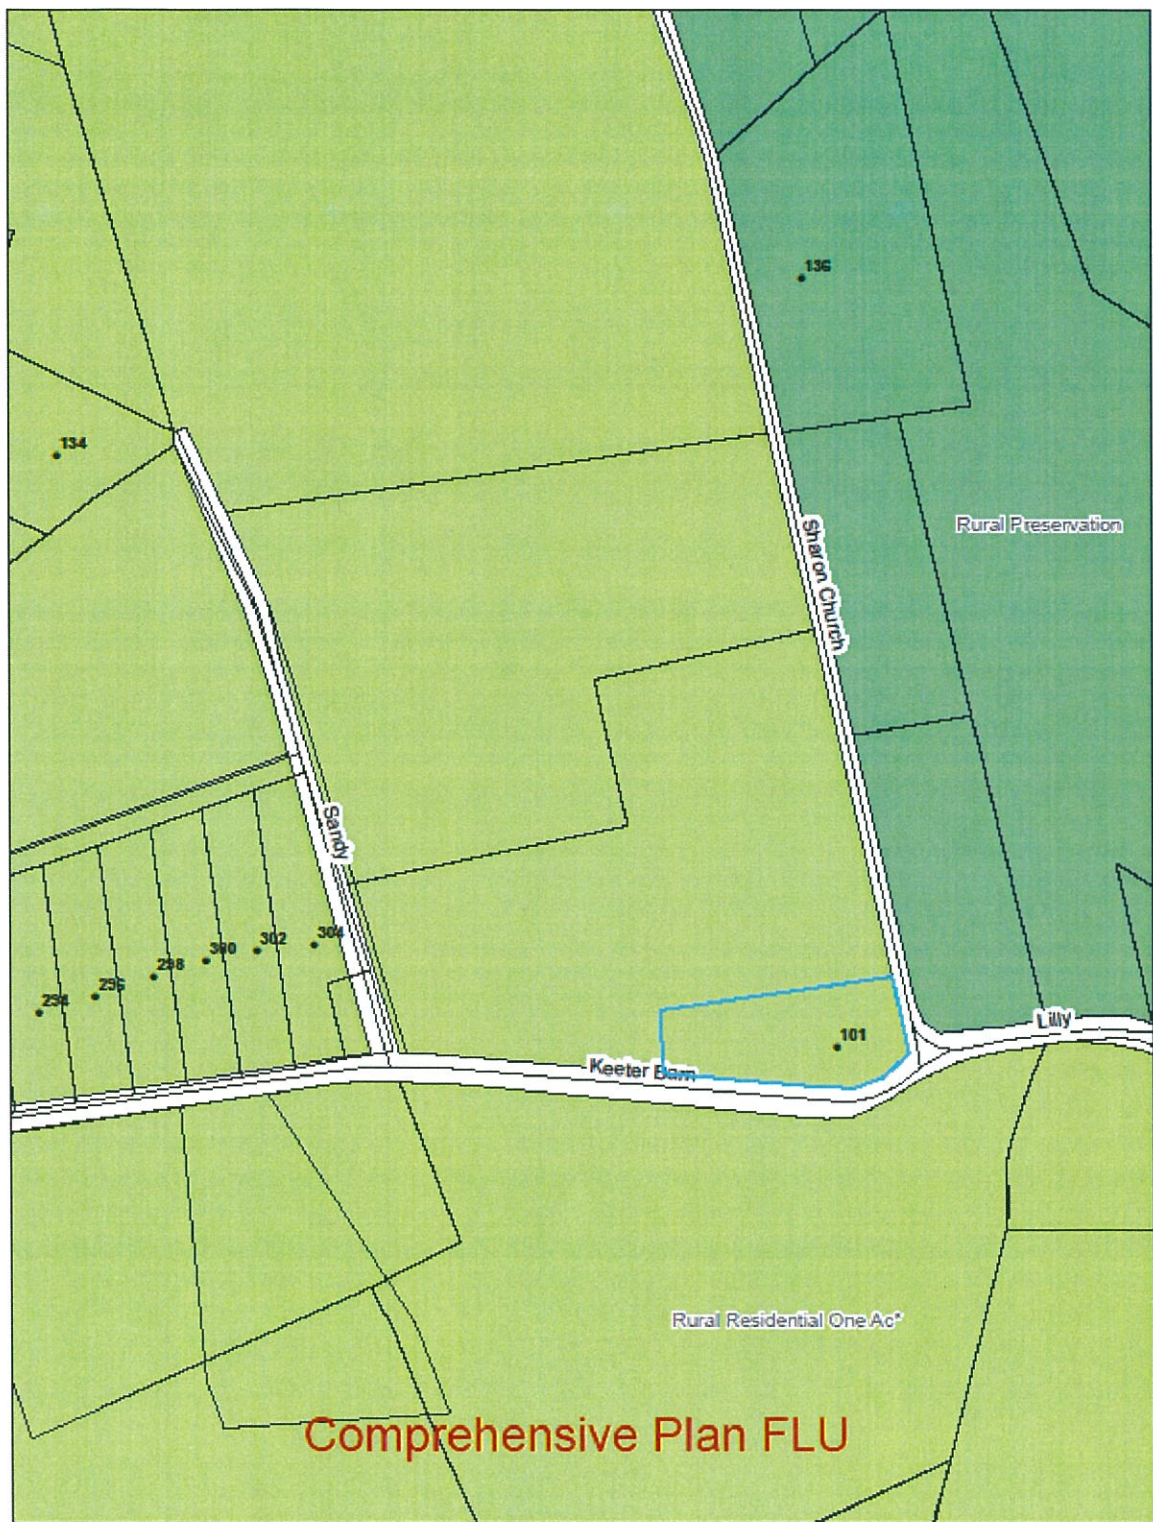 136
134
Rural Preservation
Sharon Church
Sandy
304
302
300
298
296
294
101
Lilly
Keeter Barn
Rural Residential One Ac*
Comprehensive Plan FLU